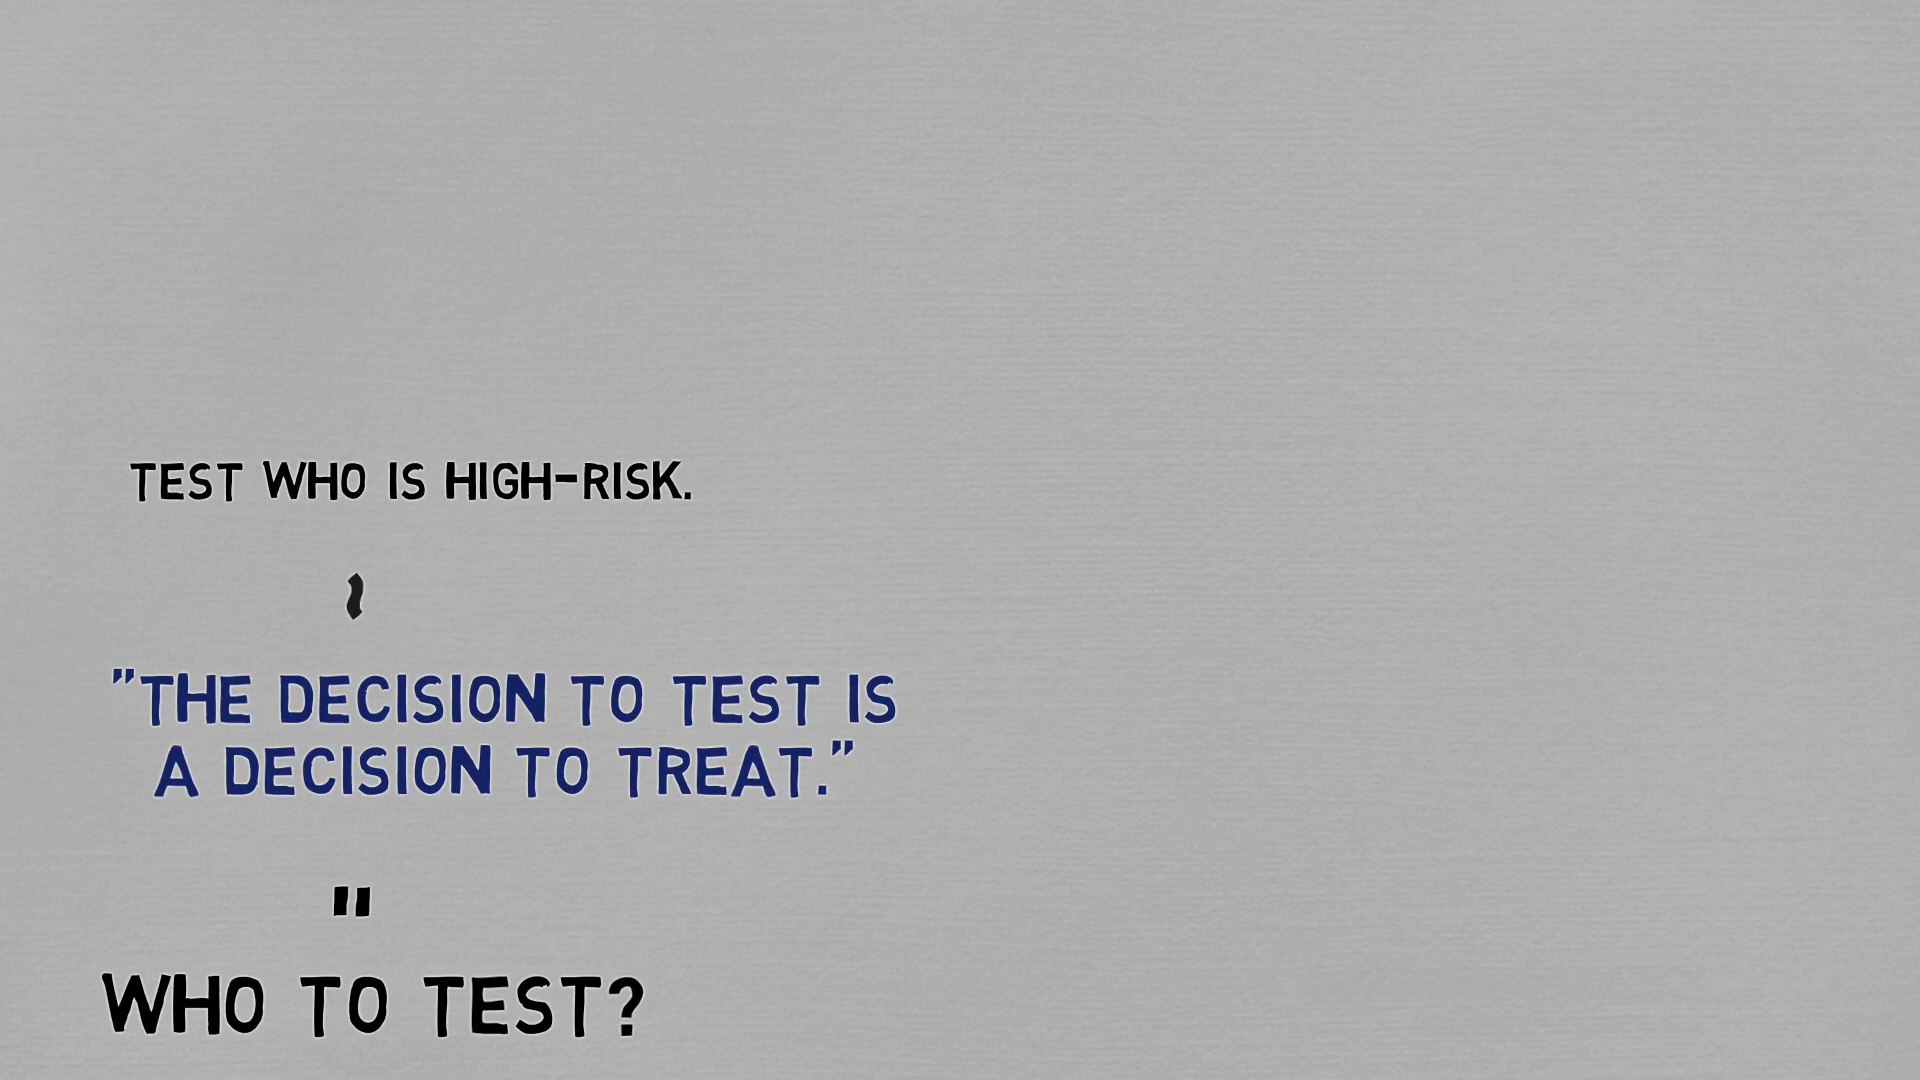 TEST WHO IS HIGH-RISK.
~
"THE DECISION TO TEST IS
A DECISION TO TREAT."
"
WHO TO TEST?